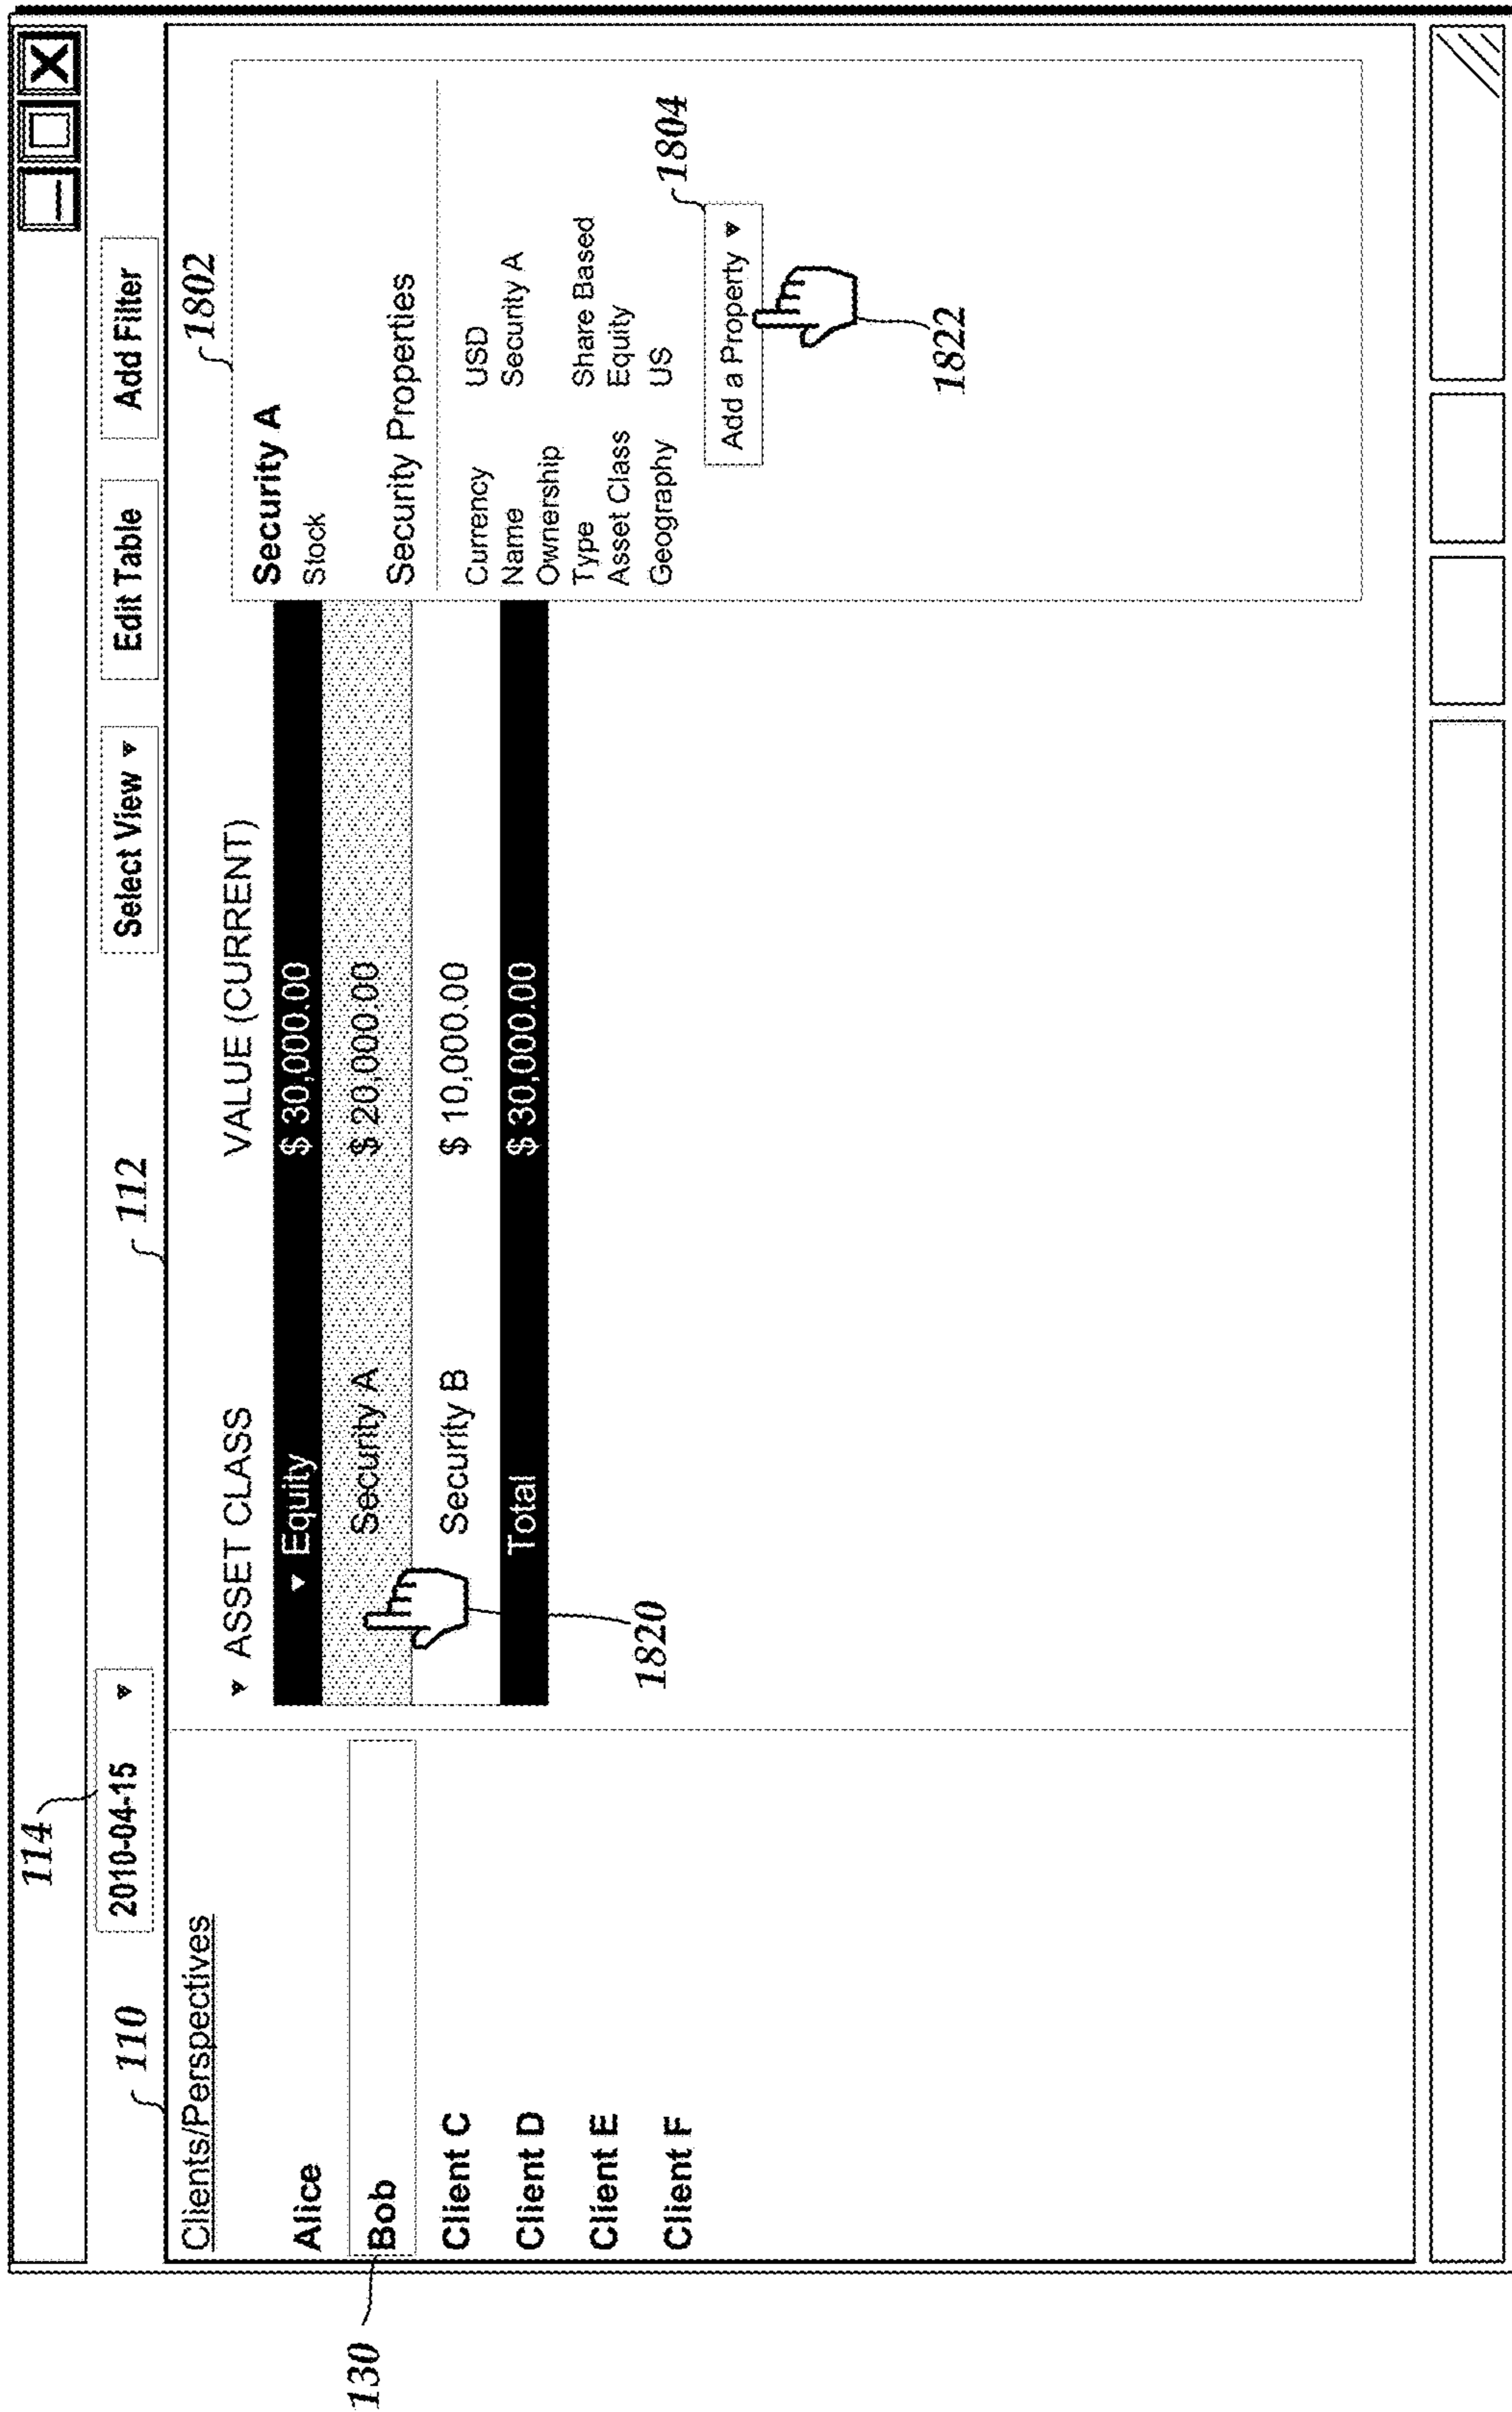 114
110
2010-04-15
112
Select View
Edit Table
Add Filter
1802
Clients/Perspectives
Alice
Bob
Client C
Client D
Client E
Client F
130
ASSET CLASS VALUE (CURRENT)
Equity $ 30,000.00
Security A $ 20,000.00
Security B $ 10,000.00
Total $ 30,000.00
1820
Security A
Stock
Security Properties
Currency USD
Name Security A
Ownership
Type Share Based
Asset Class Equity
Geography US
1804
Add a Property
1822